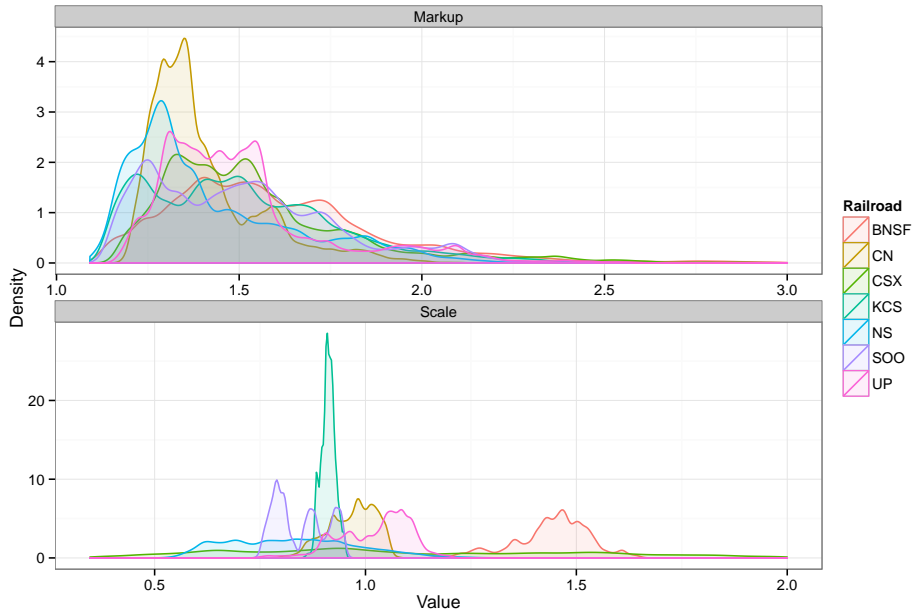 Markup
4
3
2
1
0
1.0
1.5
2.0
2.5
3.0
Density
Scale
20
10
0
0.5
1.0
1.5
2.0
Value
Railroad
BNSF
CN
CSX
KCS
NS
SOO
UP